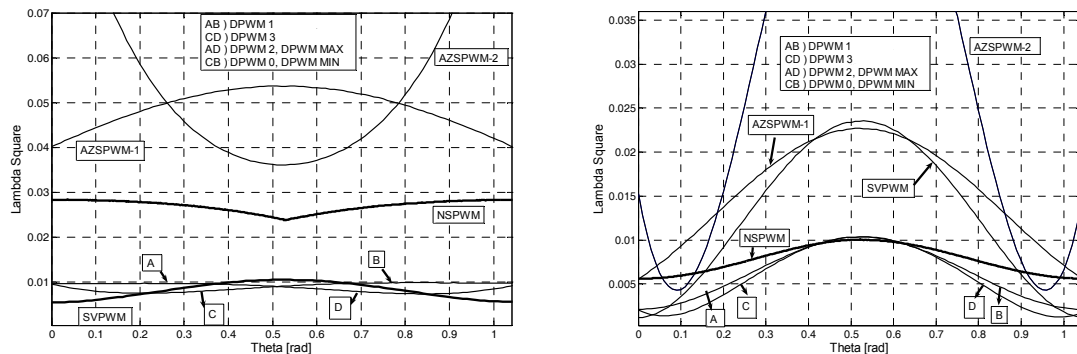 AB ) DPWM 1
CD ) DPWM 3
AD ) DPWM 2, DPWM MAX
CB ) DPWM 0, DPWM MIN
AZSPWM-2
AZSPWM-1
NSPWM
A
B
SVPWM
C
D
0.07
0.06
0.05
0.04
0.03
0.02
0.01
Lambda Square
0 0.1 0.2 0.3 0.4 0.5 0.6 0.7 0.8 0.9 1
Theta [rad]
AZSPWM-2
AB ) DPWM 1
CD ) DPWM 3
AD ) DPWM 2, DPWM MAX
CB ) DPWM 0, DPWM MIN
AZSPWM-1
SVPWM
NSPWM
A
C
D
B
0.035
0.03
0.025
0.02
0.015
0.01
0.005
Lambda Square
0 0.1 0.2 0.3 0.4 0.5 0.6 0.7 0.8 0.9 1
Theta [rad]